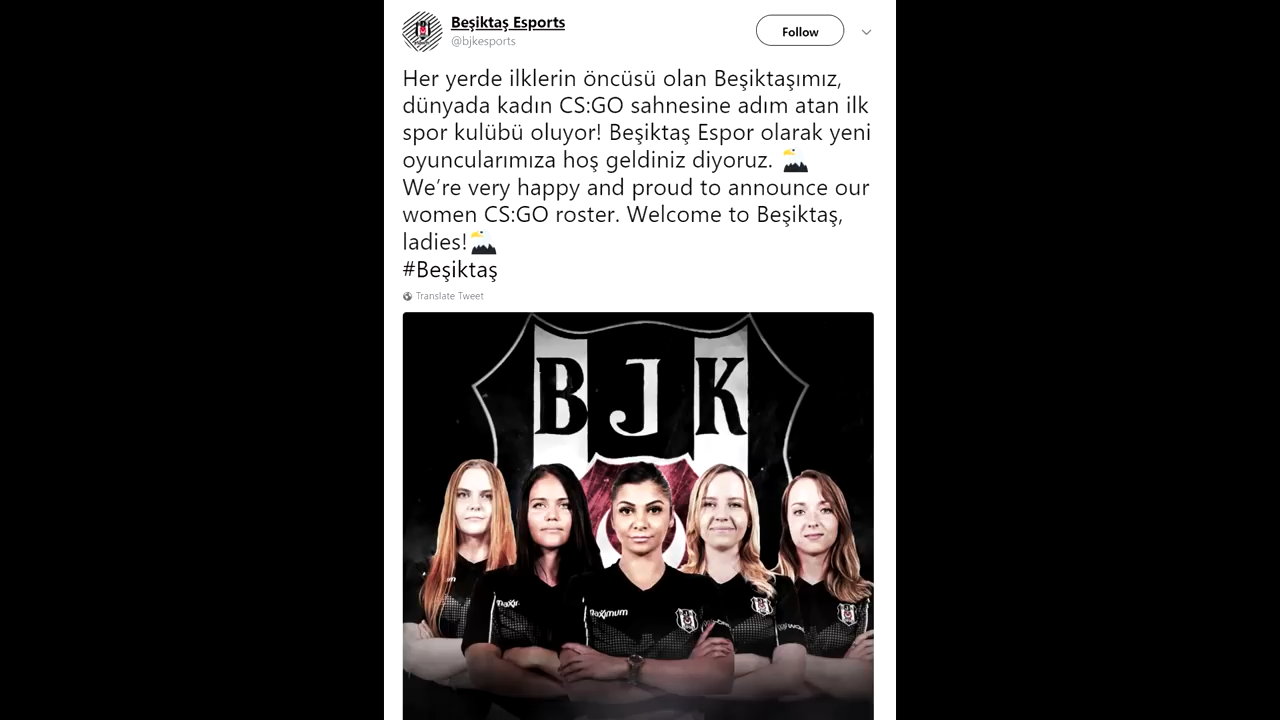 Beşiktaş Esports
@bjkesports
Follow
Her yerde ilklerin öncüsü olan Beşiktaşımız,
dünyada kadın CS:GO sahnesine adım atan ilk
spor kulübü oluyor! Beşiktaş Espor olarak yeni
oyuncularımıza hoş geldiniz diyoruz.
We’re very happy and proud to announce our
women CS:GO roster. Welcome to Beşiktaş,
ladies!
#Beşiktaş
Translate Tweet
BJK
maximum